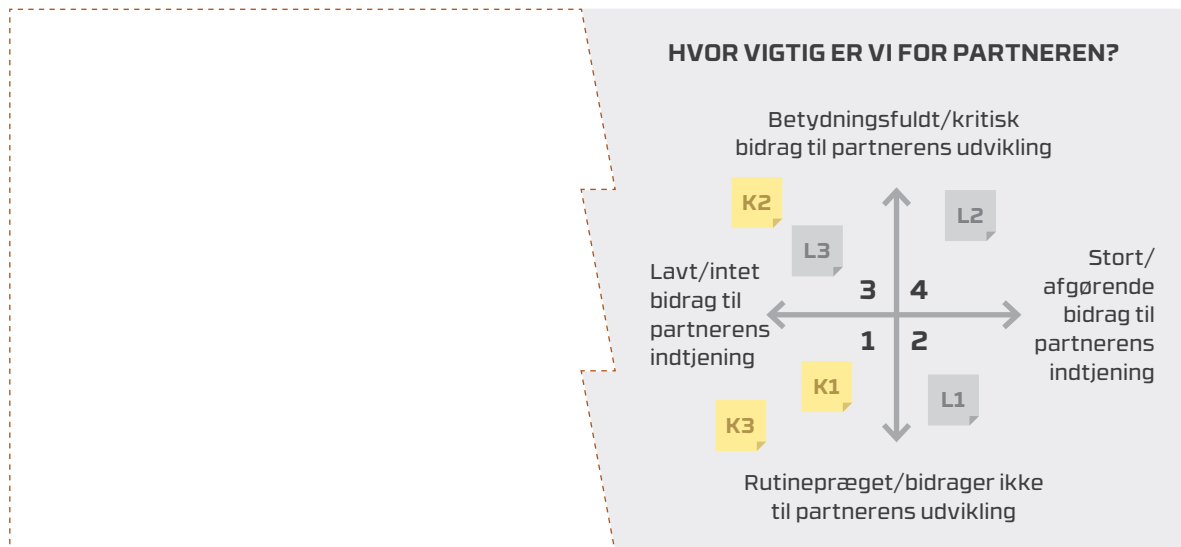 HVOR VIGTIG ER VI FOR PARTNEREN?
Betydningsfuldt/kritisk
bidrag til partnerens udvikling
K2
L2
L3
Lavt/intet
bidrag til
partnerens
indtjening
Stort/
afgørende
bidrag til
partnerens
indtjening
3 4
1 2
K1
L1
K3
Rutinepræget/bidrager ikke
til partnerens udvikling